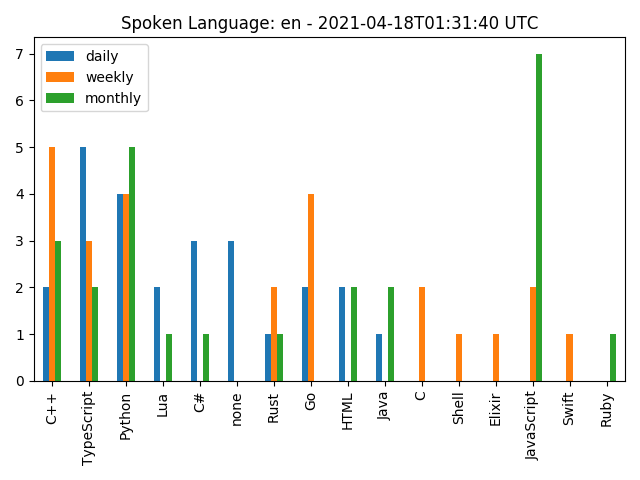 Spoken Language: en - 2021-04-18T01:31:40 UTC
daily
weekly
monthly
7
6
5
4
3
2
1
0
C++
TypeScript
Python
Lua
C#
none
Rust
Go
HTML
Java
C
Shell
Elixir
JavaScript
Swift
Ruby